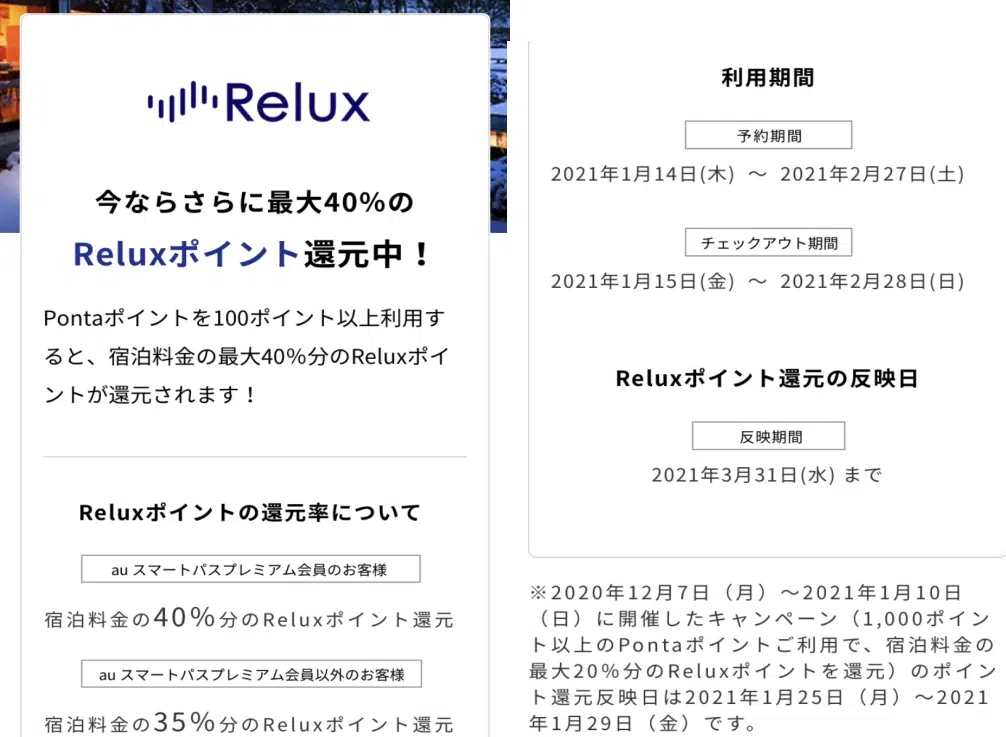 Relux
今ならさらに最大40%の
Reluxポイント還元中！
Pontaポイントを100ポイント以上利用す
ると、宿泊料金の最大40%分のReluxポイ
ントが還元されます！
Reluxポイントの還元率について
au スマートパスプレミアム会員のお客様
宿泊料金の40%分のReluxポイント還元
au スマートパスプレミアム会員以外のお客様
宿泊料金の35%分のReluxポイント還元
利用期間
予約期間
2021年1月14日(木) ～ 2021年2月27日(土)
チェックアウト期間
2021年1月15日(金) ～ 2021年2月28日(日)
Reluxポイント還元の反映日
反映期間
2021年3月31日(水) まで
※2020年12月7日（月）～2021年1月10日
（日）に開催したキャンペーン（1,000ポイン
ト以上のPontaポイントご利用で、宿泊料金の
最大20%分のReluxポイントを還元）のポイン
ト還元反映日は2021年1月25日（月）～2021
年1月29日（金）です。